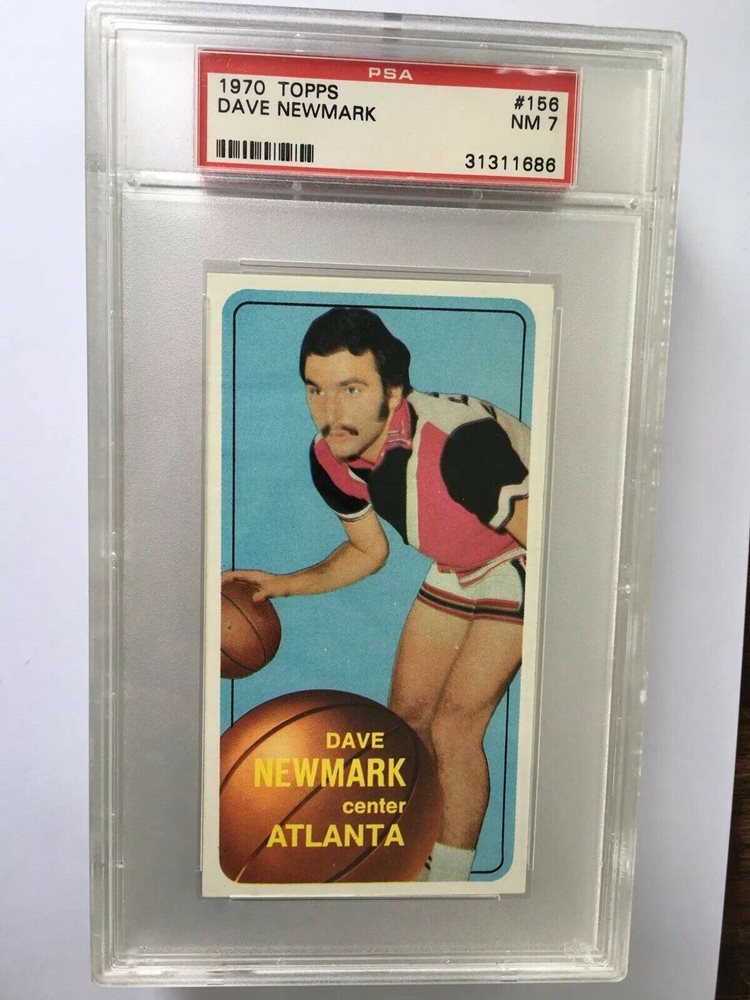 PSA
1970 TOPPS #156
DAVE NEWMARK NM 7
31311686
DAVE
NEWMARK
center
ATLANTA